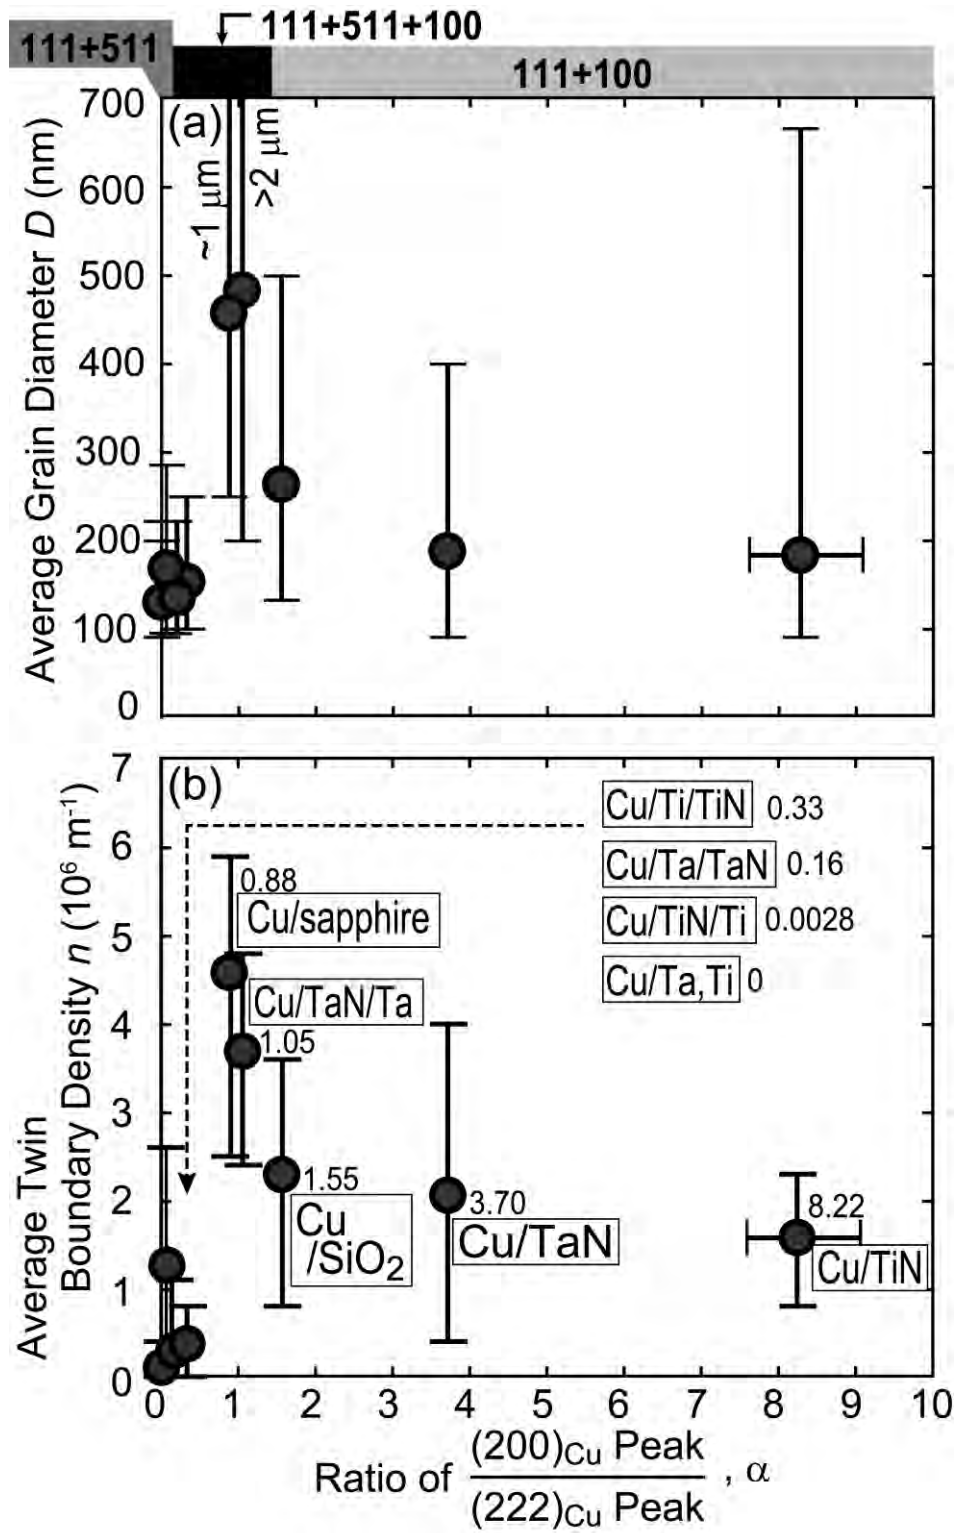 111+511+100
111+511
111+100
(a)
~1 μm
>2 μm
Average Grain Diameter D (nm)
700
600
500
400
300
200
100
0
(b)
Average Twin
Boundary Density n (10⁶ m⁻¹)
7
6
5
4
3
2
1
0
Cu/Ti/TiN 0.33
Cu/Ta/TaN 0.16
Cu/TiN/Ti 0.0028
Cu/Ta,Ti 0
0.88
Cu/sapphire
Cu/TaN/Ta
1.05
1.55
Cu
/SiO₂
3.70
Cu/TaN
8.22
Cu/TiN
0 1 2 3 4 5 6 7 8 9 10
Ratio of (200)Cu Peak / (222)Cu Peak , α